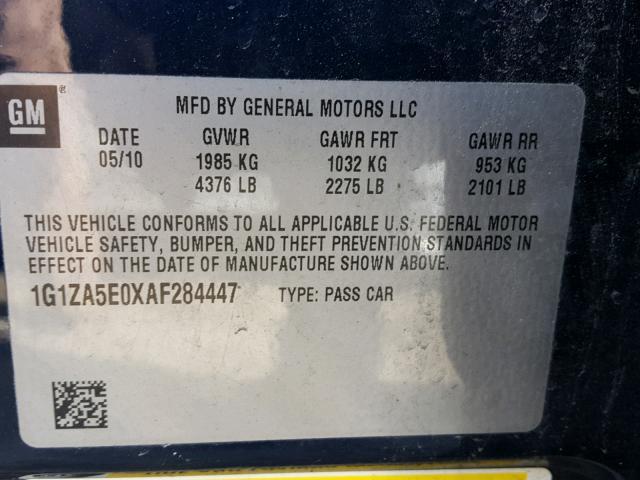 GM ®
MFD BY GENERAL MOTORS LLC
DATE GVWR GAWR FRT GAWR RR
05/10 1985 KG 1032 KG 953 KG
4376 LB 2275 LB 2101 LB
THIS VEHICLE CONFORMS TO ALL APPLICABLE U.S. FEDERAL MOTOR
VEHICLE SAFETY, BUMPER, AND THEFT PREVENTION STANDARDS IN
EFFECT ON THE DATE OF MANUFACTURE SHOWN ABOVE.
1G1ZA5E0XAF284447 TYPE: PASS CAR